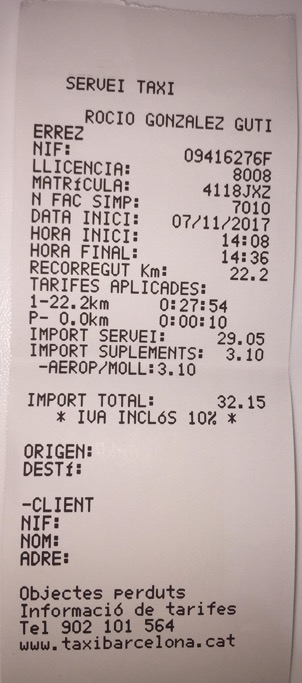 SERVEI TAXI
ROCIO GONZALEZ GUTI
ERREZ
NIF: 09416276F
LLICENCIA: 8008
MATRíCULA: 4118JXZ
N FAC SIMP: 7010
DATA INICI: 07/11/2017
HORA INICI: 14:08
HORA FINAL: 14:36
RECORREGUT Km: 22.2
TARIFES APLICADES:
1-22.2km 0:27:54
P- 0.0km 0:00:10
IMPORT SERVEI: 29.05
IMPORT SUPLEMENTS: 3.10
-AEROP/MOLL:3.10
IMPORT TOTAL: 32.15
* IVA INCLóS 10% *
ORIGEN:
DESTí:
-CLIENT
NIF:
NOM:
ADRE:
Objectes perduts
Informació de tarifes
Tel 902 101 564
www.taxibarcelona.cat